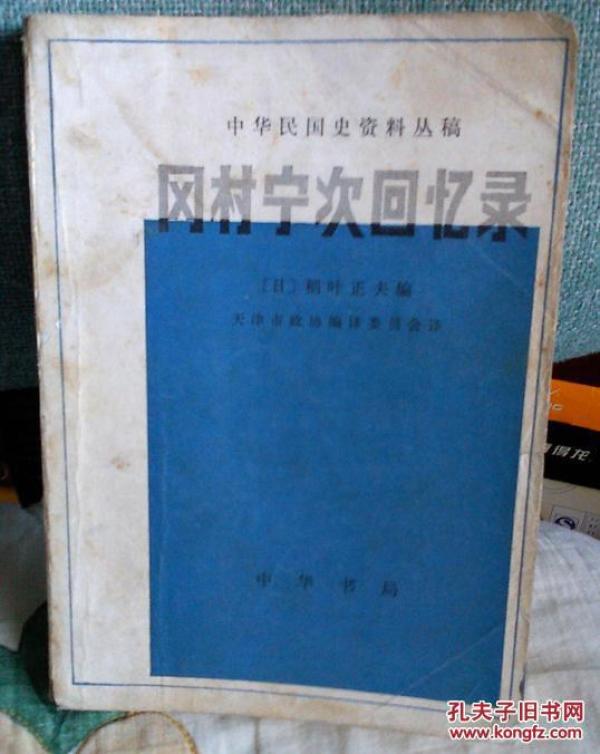 中华民国史资料丛稿
冈村宁次回忆录
〔日〕稻叶正夫编
天津市政协编译委员会译
中华书局
得龙
孔夫子旧书网
www.kongfz.com